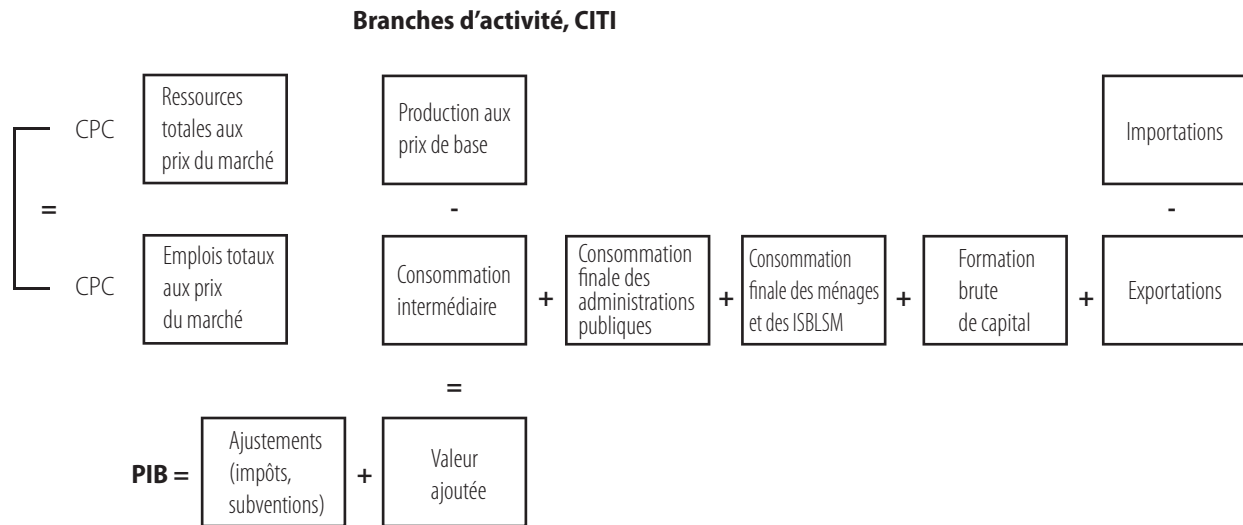 Branches d’activité, CITI
CPC
Ressources
totales aux
prix du marché
Production aux
prix de base
Importations
=
-
-
CPC
Emplois totaux
aux prix
du marché
Consommation
intermédiaire
+
Consommation
finale des
administrations
publiques
+
Consommation
finale des ménages
et des ISBLSM
+
Formation
brute
de capital
+
Exportations
=
PIB =
Ajustements
(impôts,
subventions)
+
Valeur
ajoutée